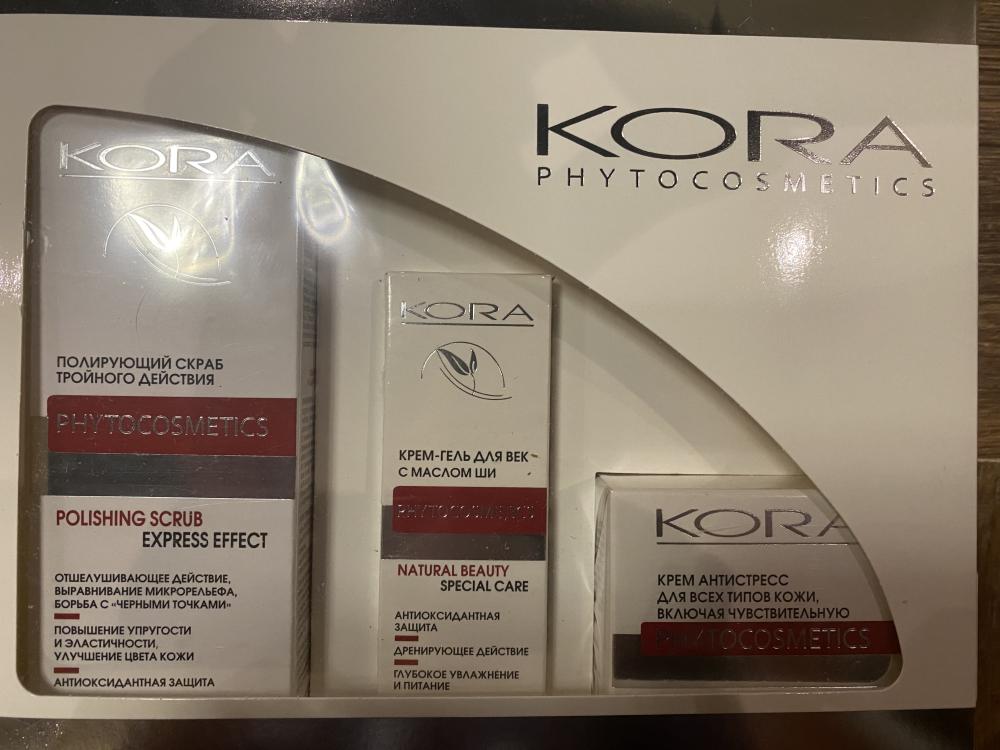 KORA
PHYTOCOSMETICS
KORA
ПОЛИРУЮЩИЙ СКРАБ
ТРОЙНОГО ДЕЙСТВИЯ
PHYTOCOSMETICS
POLISHING SCRUB
EXPRESS EFFECT
ОТШЕЛУШИВАЮЩЕЕ ДЕЙСТВИЕ,
ВЫРАВНИВАНИЕ МИКРОРЕЛЬЕФА,
БОРЬБА С «ЧЕРНЫМИ ТОЧКАМИ»
ПОВЫШЕНИЕ УПРУГОСТИ
И ЭЛАСТИЧНОСТИ,
УЛУЧШЕНИЕ ЦВЕТА КОЖИ
АНТИОКСИДАНТНАЯ ЗАЩИТА
KORA
КРЕМ-ГЕЛЬ ДЛЯ ВЕК
С МАСЛОМ ШИ
PHYTOCOSMETICS
NATURAL BEAUTY
SPECIAL CARE
АНТИОКСИДАНТНАЯ
ЗАЩИТА
ДРЕНИРУЮЩЕЕ ДЕЙСТВИЕ
ГЛУБОКОЕ УВЛАЖНЕНИЕ
И ПИТАНИЕ
KORA
КРЕМ АНТИСТРЕСС
ДЛЯ ВСЕХ ТИПОВ КОЖИ,
ВКЛЮЧАЯ ЧУВСТВИТЕЛЬНУЮ
PHYTOCOSMETICS